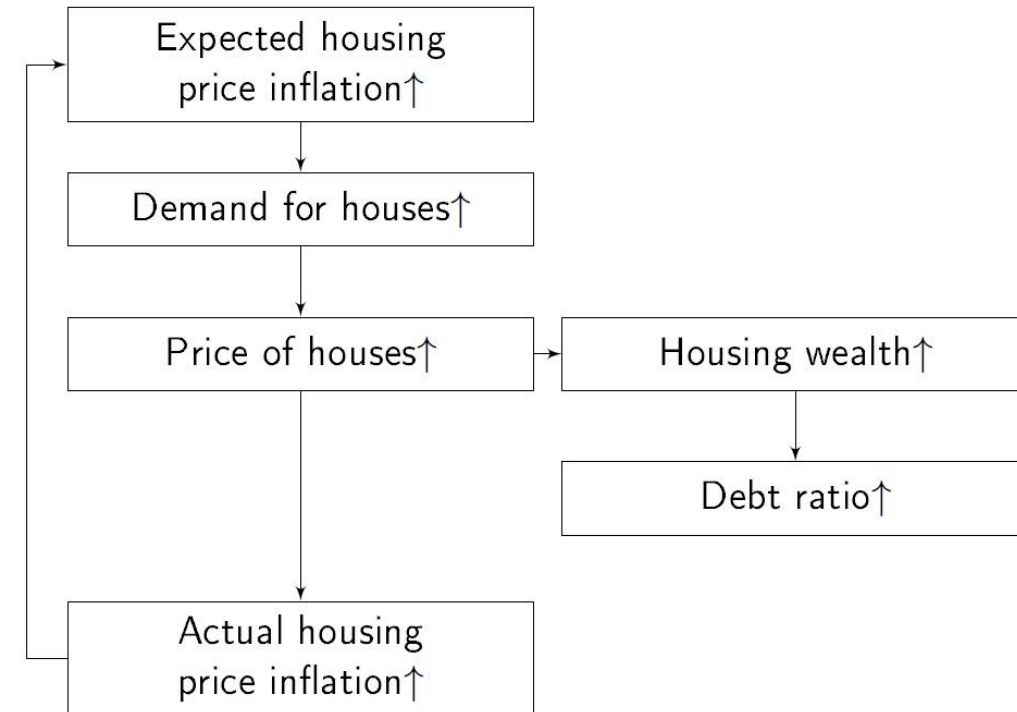 Expected housing
price inflation↑
Demand for houses↑
Price of houses↑
Housing wealth↑
Debt ratio↑
Actual housing
price inflation↑